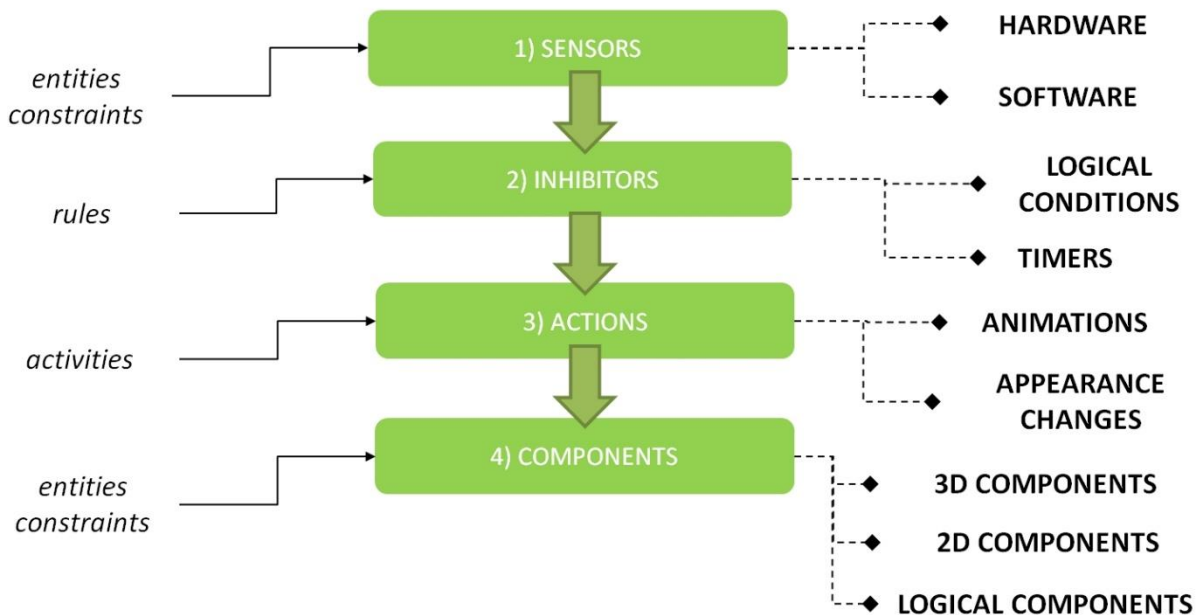 1) SENSORS
HARDWARE
entities
constraints
SOFTWARE
2) INHIBITORS
LOGICAL
CONDITIONS
rules
TIMERS
3) ACTIONS
ANIMATIONS
activities
APPEARANCE
CHANGES
4) COMPONENTS
3D COMPONENTS
entities
constraints
2D COMPONENTS
LOGICAL COMPONENTS